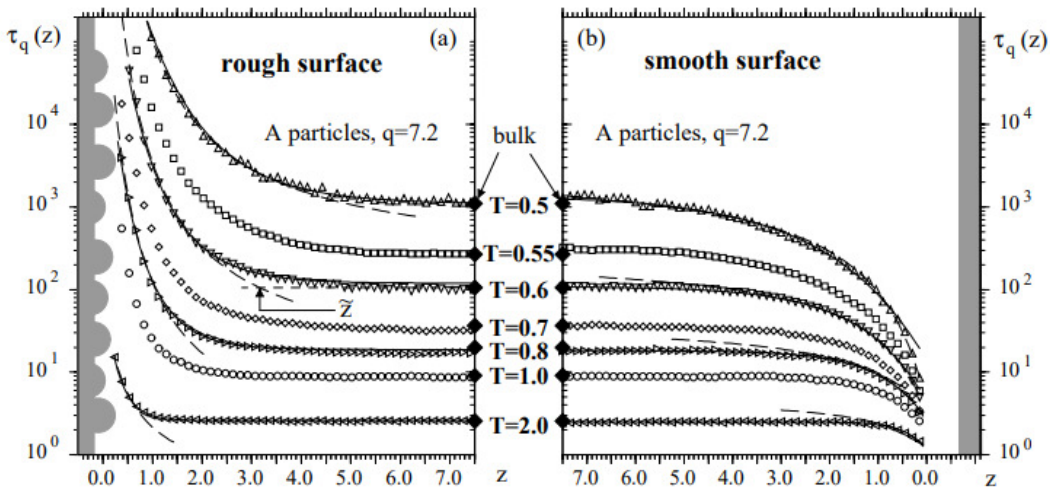 τq(z) (a) (b) τq(z)
rough surface smooth surface
10^4 A particles, q=7.2 bulk A particles, q=7.2 10^4
10^3 T=0.5 10^3
T=0.55
10^2 T=0.6 10^2
z̃
T=0.7
T=0.8
10^1 T=1.0 10^1
T=2.0
10^0 10^0
0.0 1.0 2.0 3.0 4.0 5.0 6.0 7.0 z 7.0 6.0 5.0 4.0 3.0 2.0 1.0 0.0 z